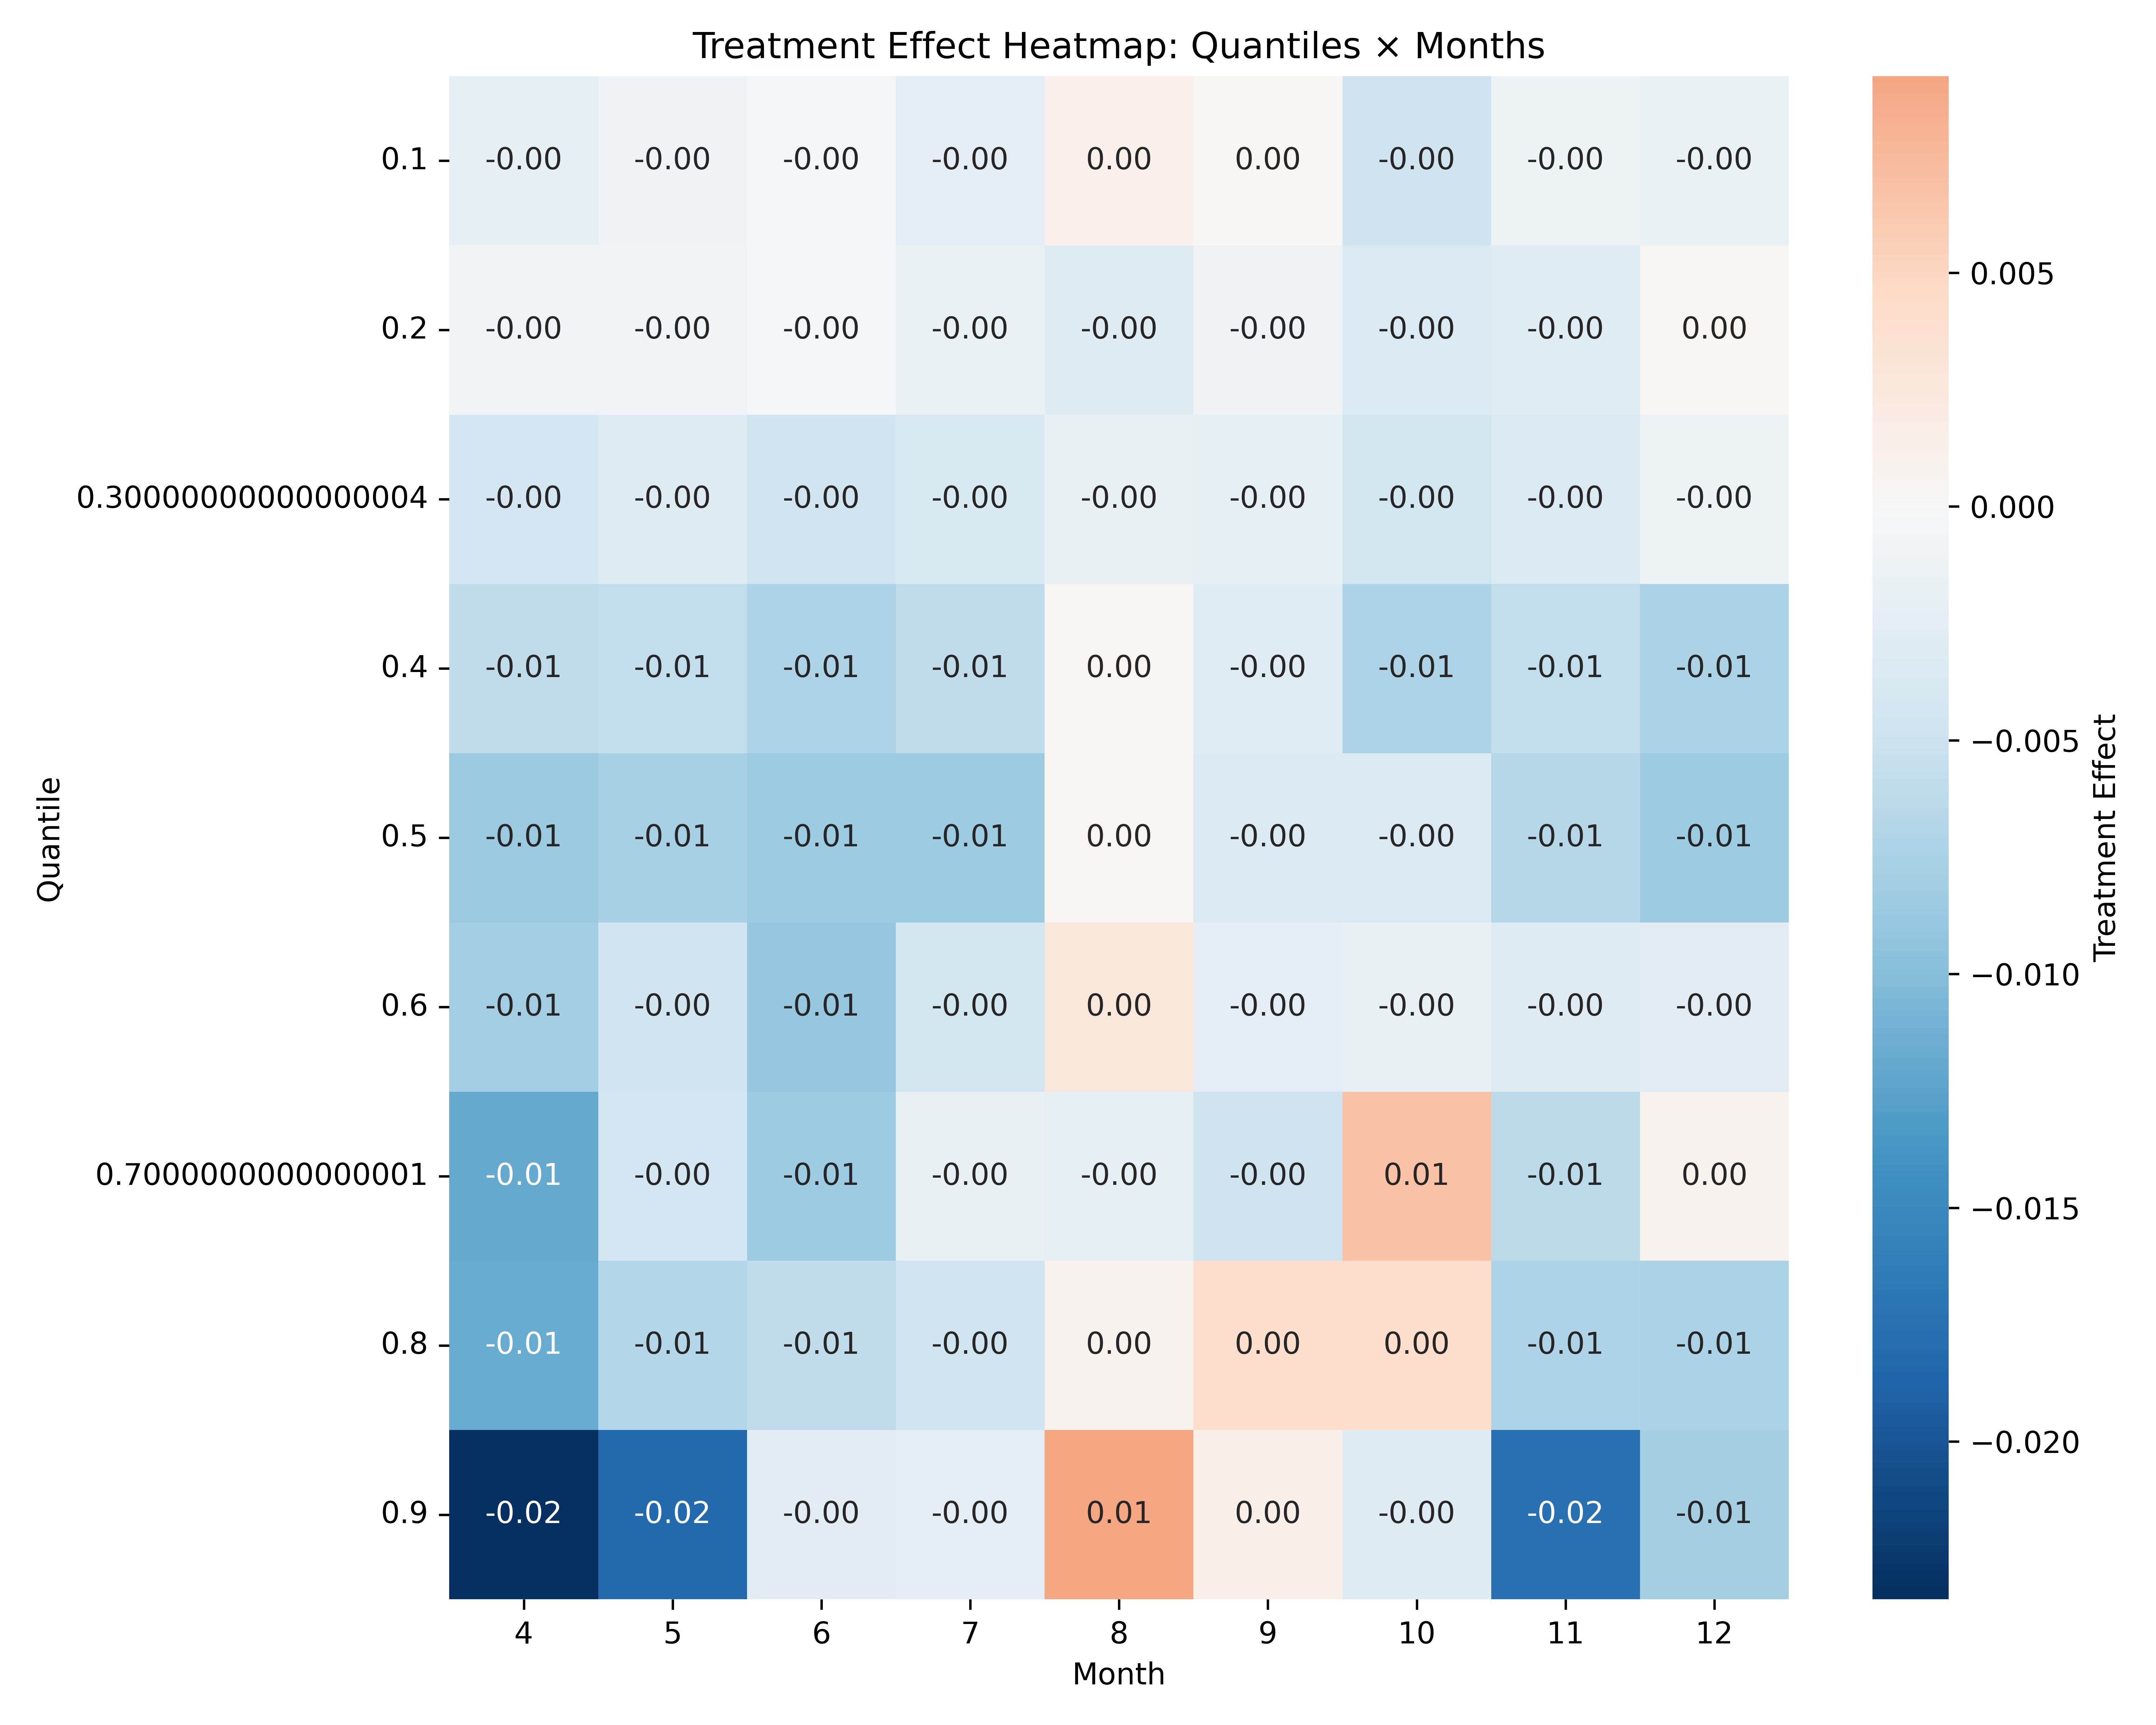 Treatment Effect Heatmap: Quantiles × Months
0.1 -0.00 -0.00 -0.00 -0.00 0.00 0.00 -0.00 -0.00 -0.00
0.2 -0.00 -0.00 -0.00 -0.00 -0.00 -0.00 -0.00 -0.00 0.00
0.30000000000000004 -0.00 -0.00 -0.00 -0.00 -0.00 -0.00 -0.00 -0.00 -0.00
0.4 -0.01 -0.01 -0.01 -0.01 0.00 -0.00 -0.01 -0.01 -0.01
0.5 -0.01 -0.01 -0.01 -0.01 0.00 -0.00 -0.00 -0.01 -0.01
0.6 -0.01 -0.00 -0.01 -0.00 0.00 -0.00 -0.00 -0.00 -0.00
0.7000000000000001 -0.01 -0.00 -0.01 -0.00 -0.00 -0.00 0.01 -0.01 0.00
0.8 -0.01 -0.01 -0.01 -0.00 0.00 0.00 0.00 -0.01 -0.01
0.9 -0.02 -0.02 -0.00 -0.00 0.01 0.00 -0.00 -0.02 -0.01
4 5 6 7 8 9 10 11 12
Month
Quantile
0.005
0.000
−0.005
−0.010
−0.015
−0.020
Treatment Effect